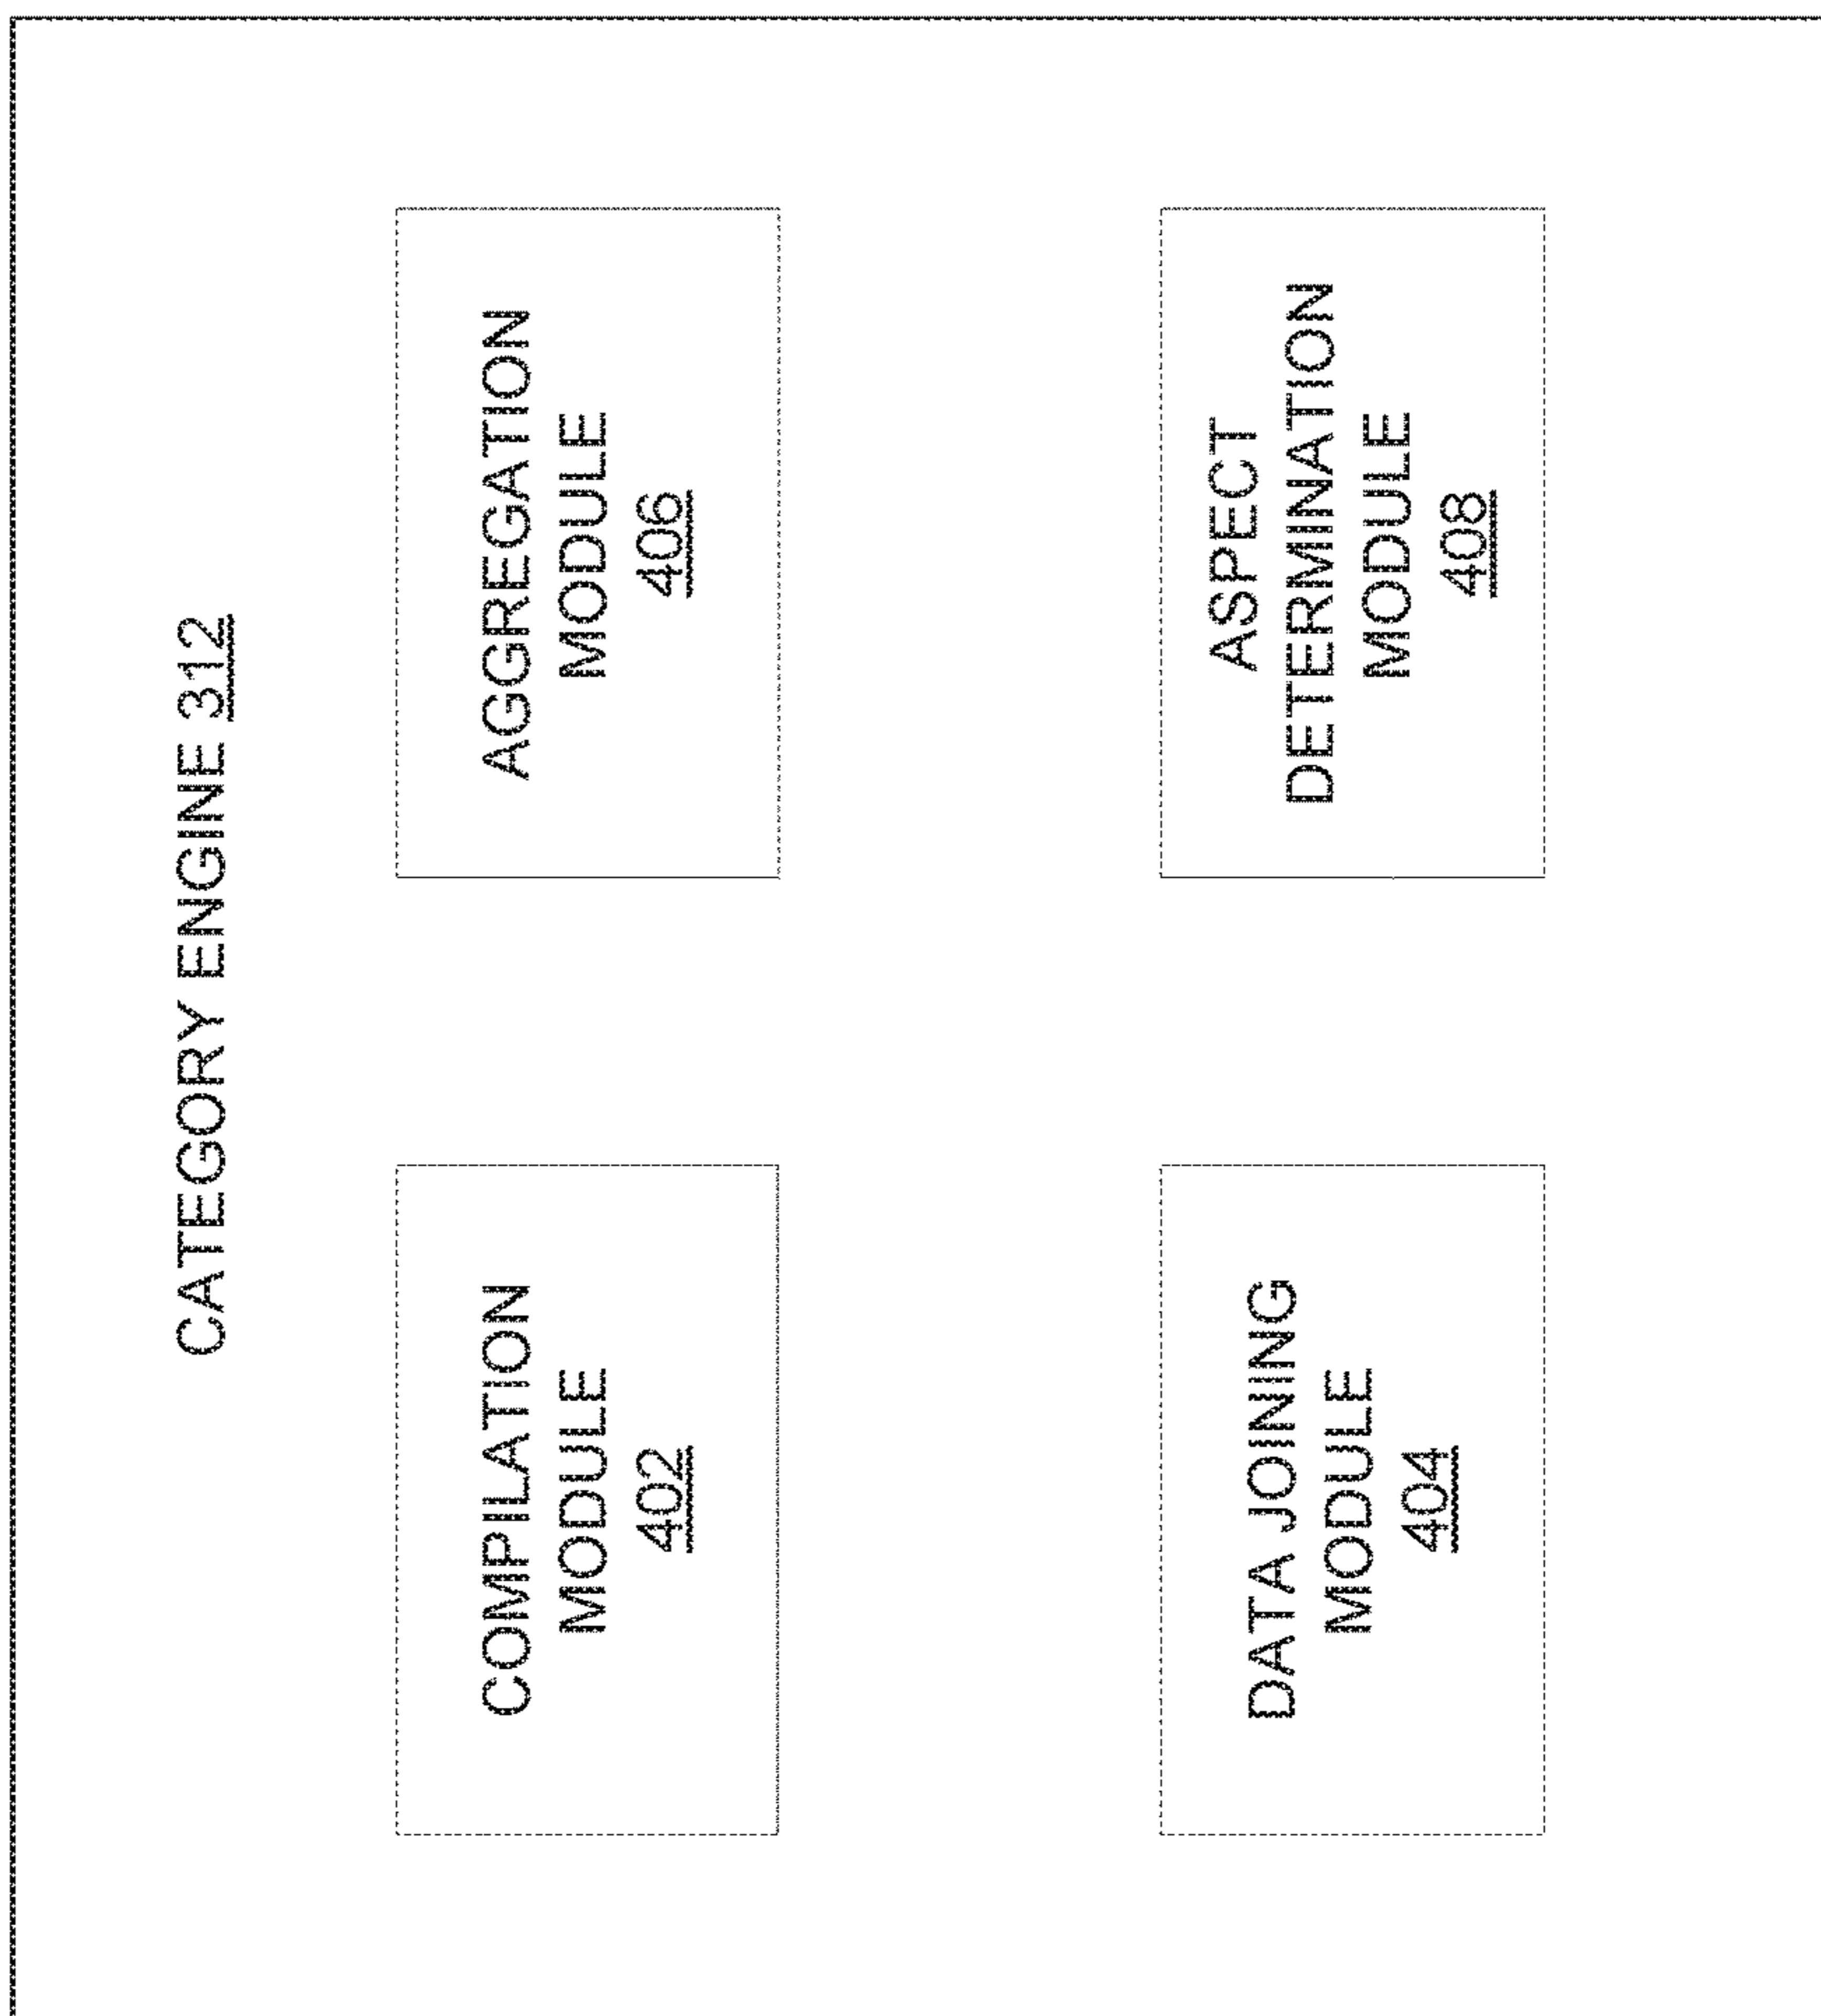 CATEGORY ENGINE 312
COMPILATION
MODULE
402
AGGREGATION
MODULE
406
DATA JOINING
MODULE
404
ASPECT
DETERMINATION
MODULE
408